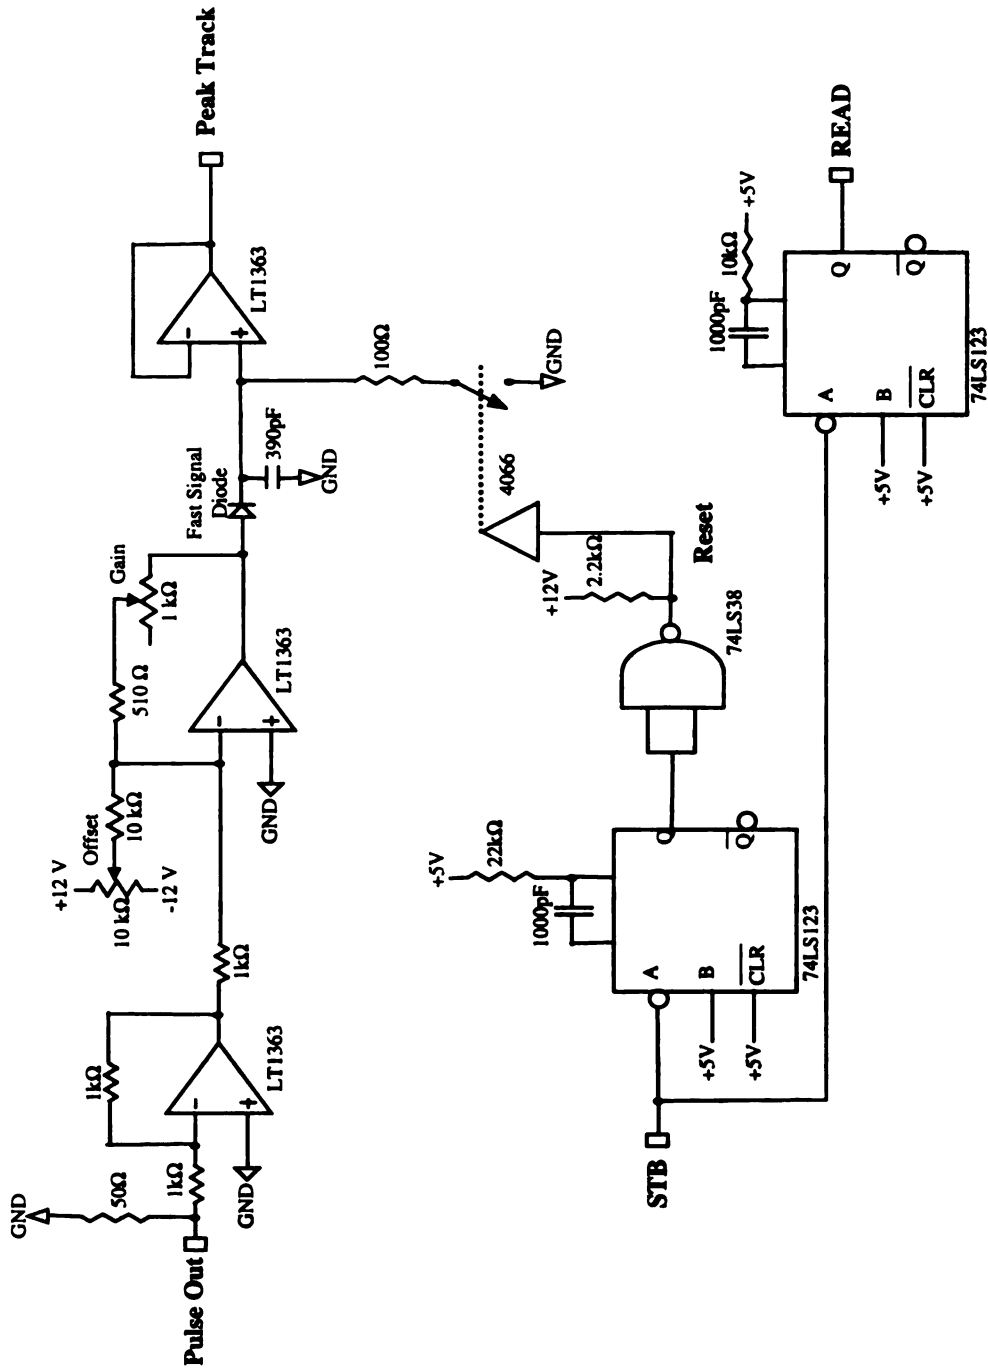 GND
50Ω
Pulse Out
1kΩ
1kΩ
-
+
GND
LT1363
1kΩ
+12 V
Offset
10kΩ
-12 V
10 kΩ
510 Ω
Gain
1 kΩ
-
+
GND
LT1363
Fast Signal
Diode
390pF
GND
-
+
LT1363
Peak Track
100Ω
GND
4066
+12V
2.2kΩ
Reset
74LS38
+5V
22kΩ
1000pF
STB
A
B
CLR
+5V
+5V
Q
Q
74LS123
+5V
10kΩ
1000pF
A
B
CLR
+5V
+5V
Q
Q
74LS123
READ